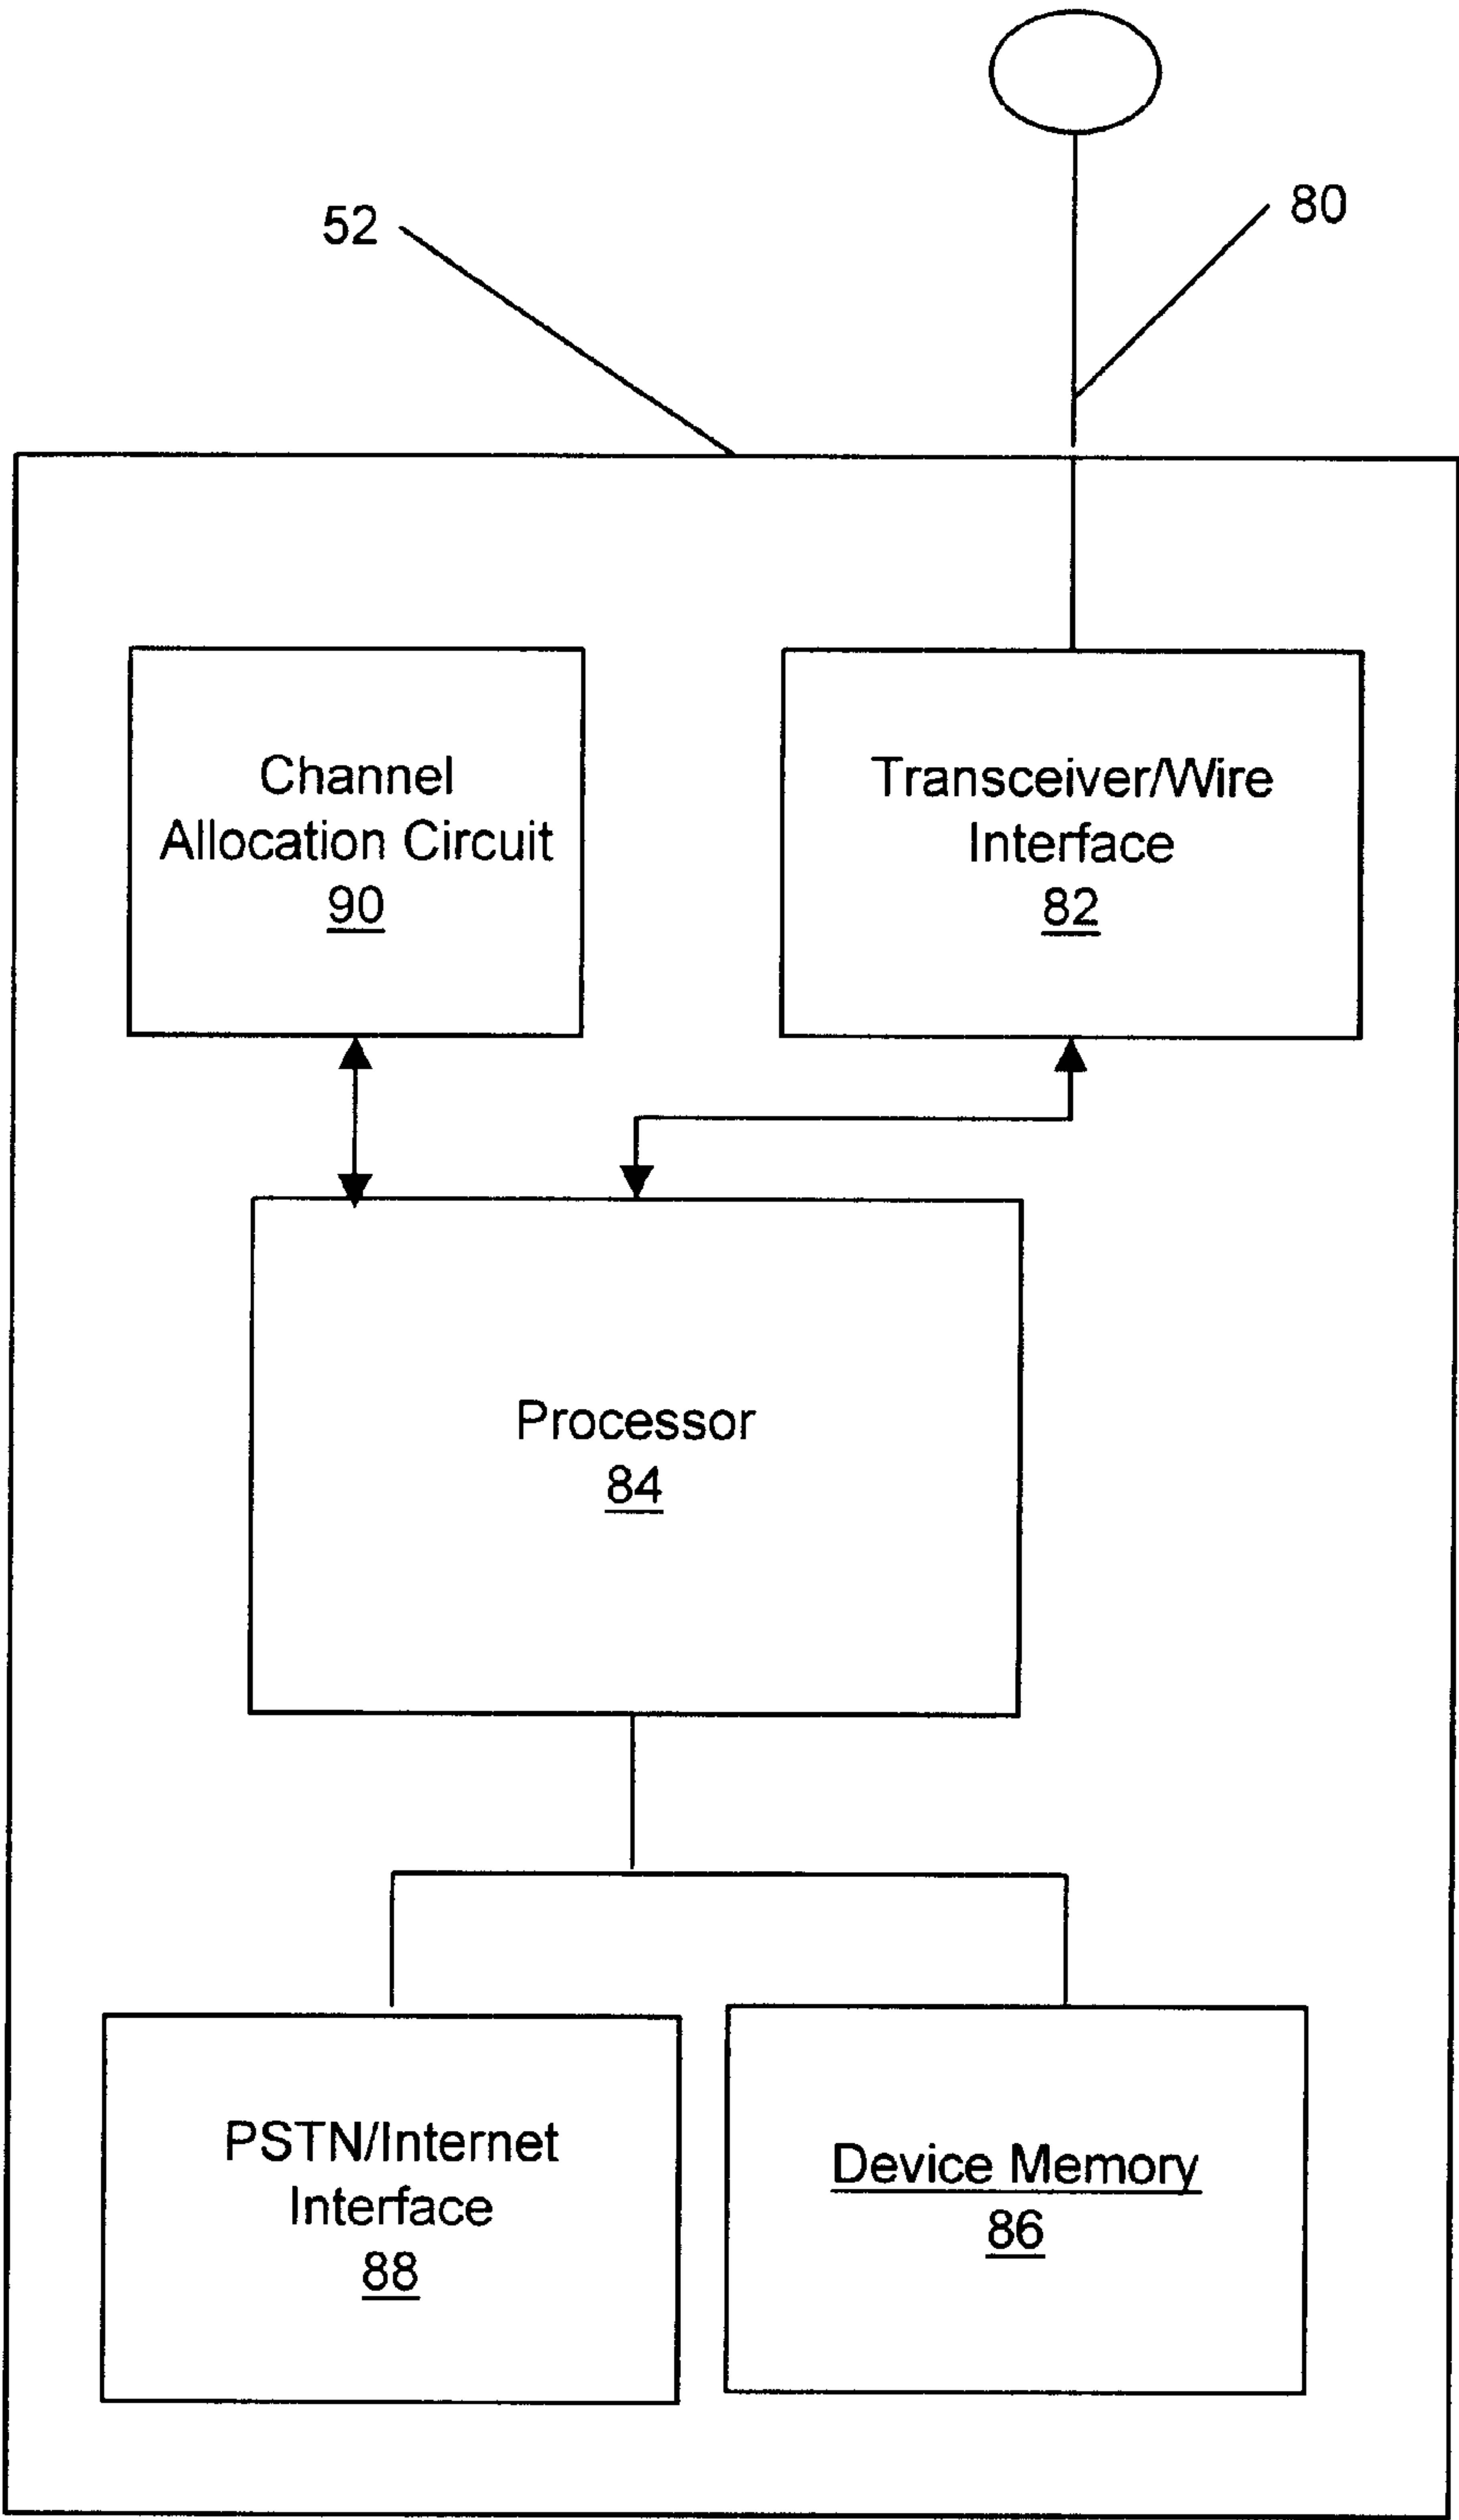 52
80
Channel
Allocation Circuit
90
Transceiver/Wire
Interface
82
Processor
84
PSTN/Internet
Interface
88
Device Memory
86